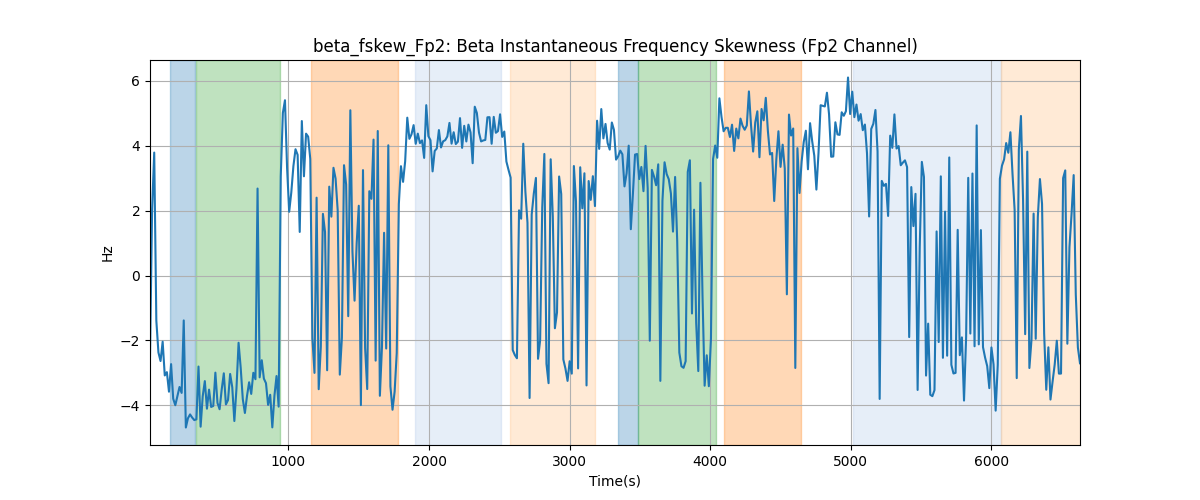 beta_fskew_Fp2: Beta Instantaneous Frequency Skewness (Fp2 Channel)
6
4
2
0
−2
−4
Hz
1000 2000 3000 4000 5000 6000
Time(s)